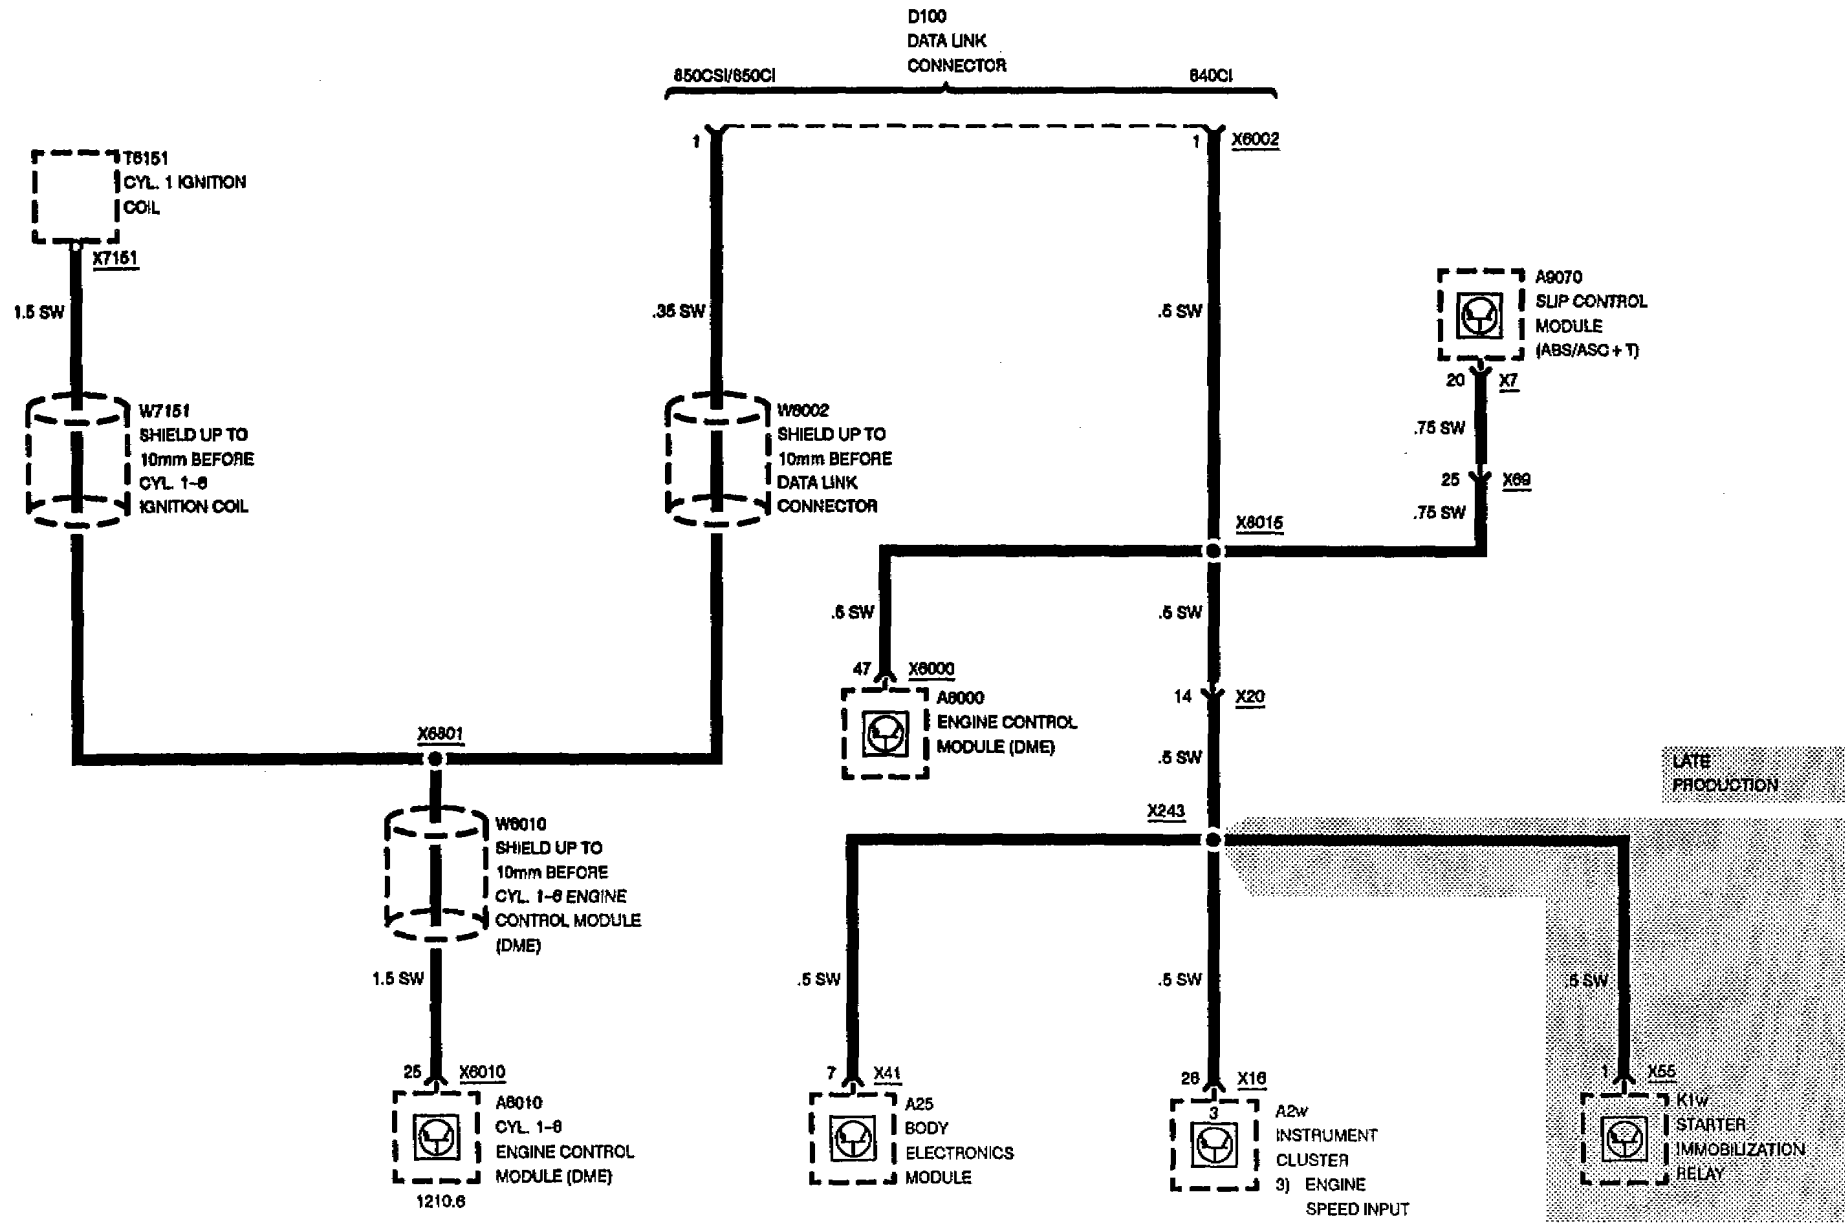 D100
DATA LINK
CONNECTOR
850CSI/850CI
840CI
1
1
X6002
T6151
CYL. 1 IGNITION
COIL
X7151
1.5 SW
.35 SW
.5 SW
A9070
SLIP CONTROL
MODULE
(ABS/ASC + T)
20
X7
.75 SW
25
X69
.75 SW
W7151
SHIELD UP TO
10mm BEFORE
CYL. 1-6
IGNITION COIL
W6002
SHIELD UP TO
10mm BEFORE
DATA LINK
CONNECTOR
X6015
.5 SW
.5 SW
47
X6000
A6000
ENGINE CONTROL
MODULE (DME)
14
X20
.5 SW
X6801
LATE
PRODUCTION
X243
W6010
SHIELD UP TO
10mm BEFORE
CYL. 1-6 ENGINE
CONTROL MODULE
(DME)
1.5 SW
.5 SW
.5 SW
.5 SW
25
X6010
A6010
CYL. 1-6
ENGINE CONTROL
MODULE (DME)
1210.6
7
X41
A25
BODY
ELECTRONICS
MODULE
26
X16
3
A2w
INSTRUMENT
CLUSTER
3) ENGINE
SPEED INPUT
1
X55
K1w
STARTER
IMMOBILIZATION
RELAY